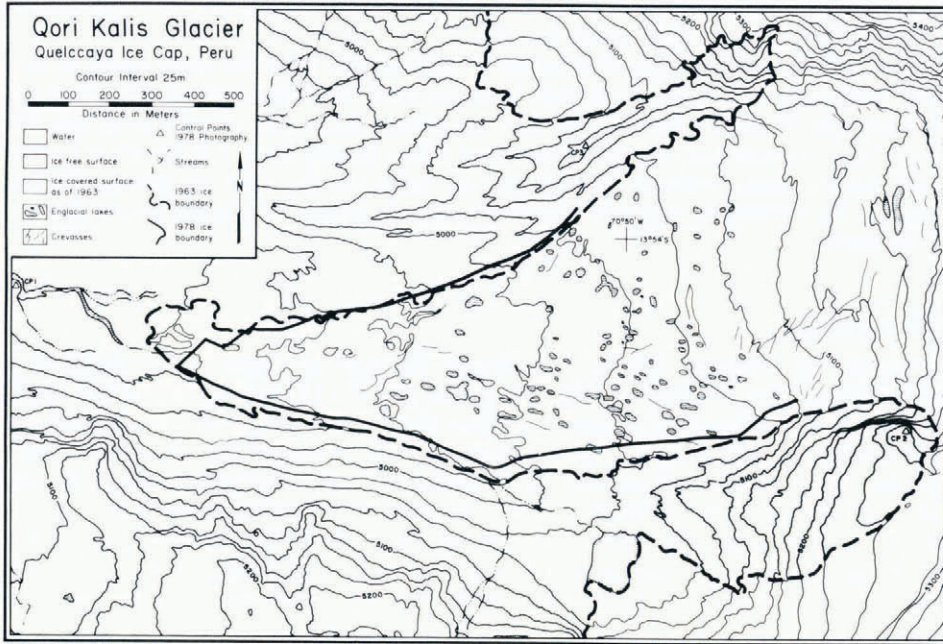 Qori Kalis Glacier
Quelccaya Ice Cap, Peru
Contour Interval 25m
0 100 200 300 400 500
Distance in Meters
Water
Control Points
1978 Photography
Ice free surface
Streams
Ice covered surface
as of 1963
1963 ice
boundary
Englacial lakes
1978 ice
boundary
Crevasses
N
5000
5200
5300
5400
5100
CP3
5000
70°50'W
13°54'S
CP1
5100
CP2
5000
5100
5100
5200
5100
5200
5200
5300